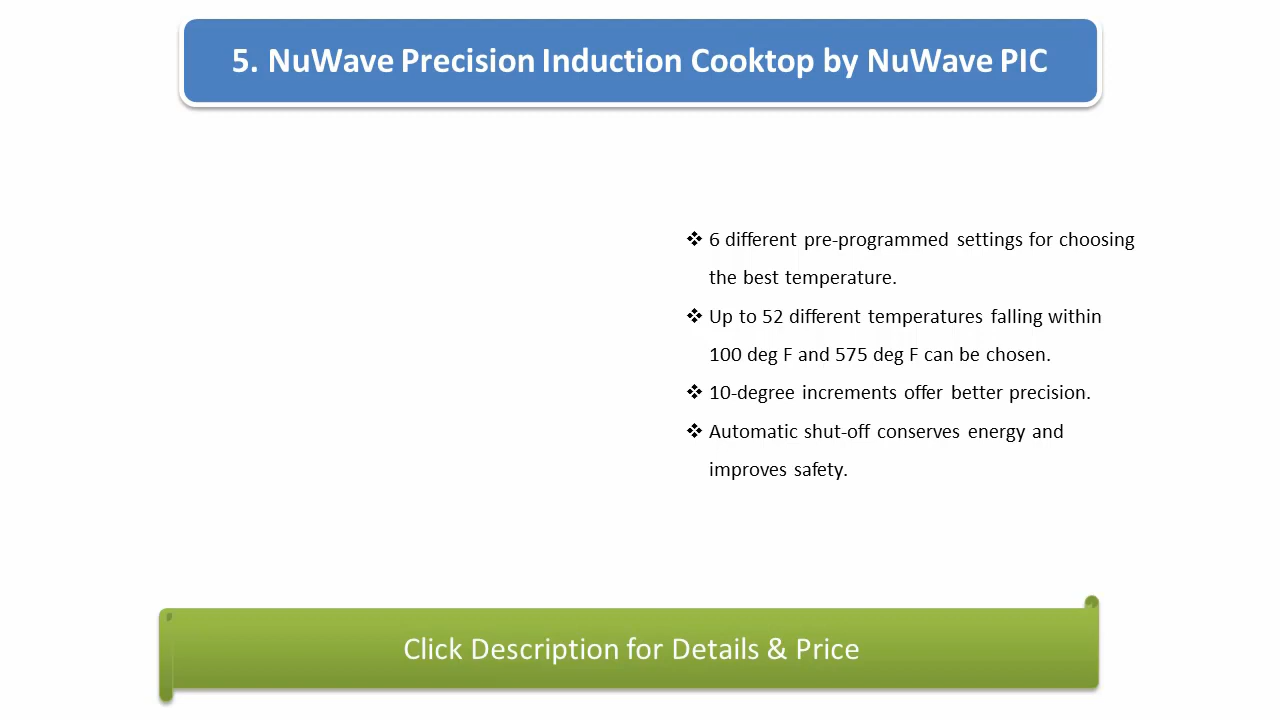 5. NuWave Precision Induction Cooktop by NuWave PIC
❖ 6 different pre-programmed settings for choosing
the best temperature.
❖ Up to 52 different temperatures falling within
100 deg F and 575 deg F can be chosen.
❖ 10-degree increments offer better precision.
❖ Automatic shut-off conserves energy and
improves safety.
Click Description for Details & Price